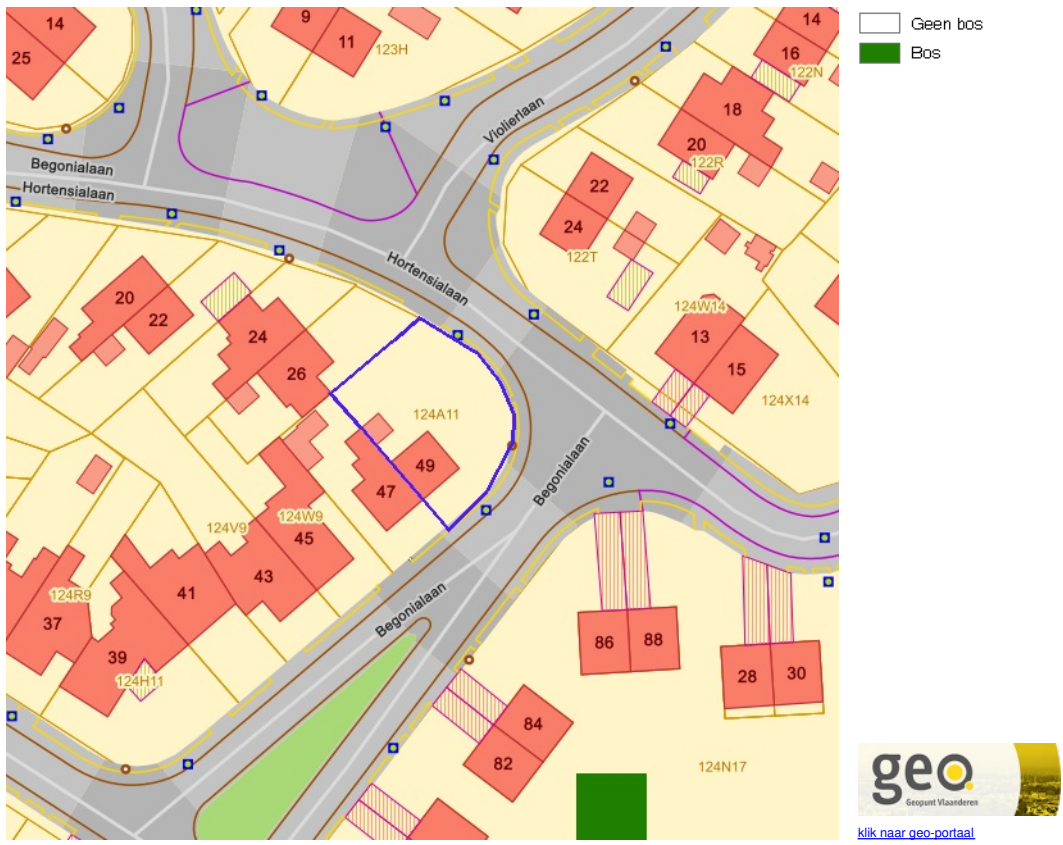 14
25
9
11
123H
14
16
122N
Geen bos
Bos
Violierlaan
18
20
122R
Begonialaan
Hortensialaan
22
24
122T
Hortensialaan
20
22
24
26
124W14
13
15
124X14
124A11
49
47
Begonialaan
124V9
124W9
45
43
41
124R9
37
39
124H11
Begonialaan
86
88
28
30
84
82
124N17
geo.
Geopunt Vlaanderen
klik naar geo-portaal